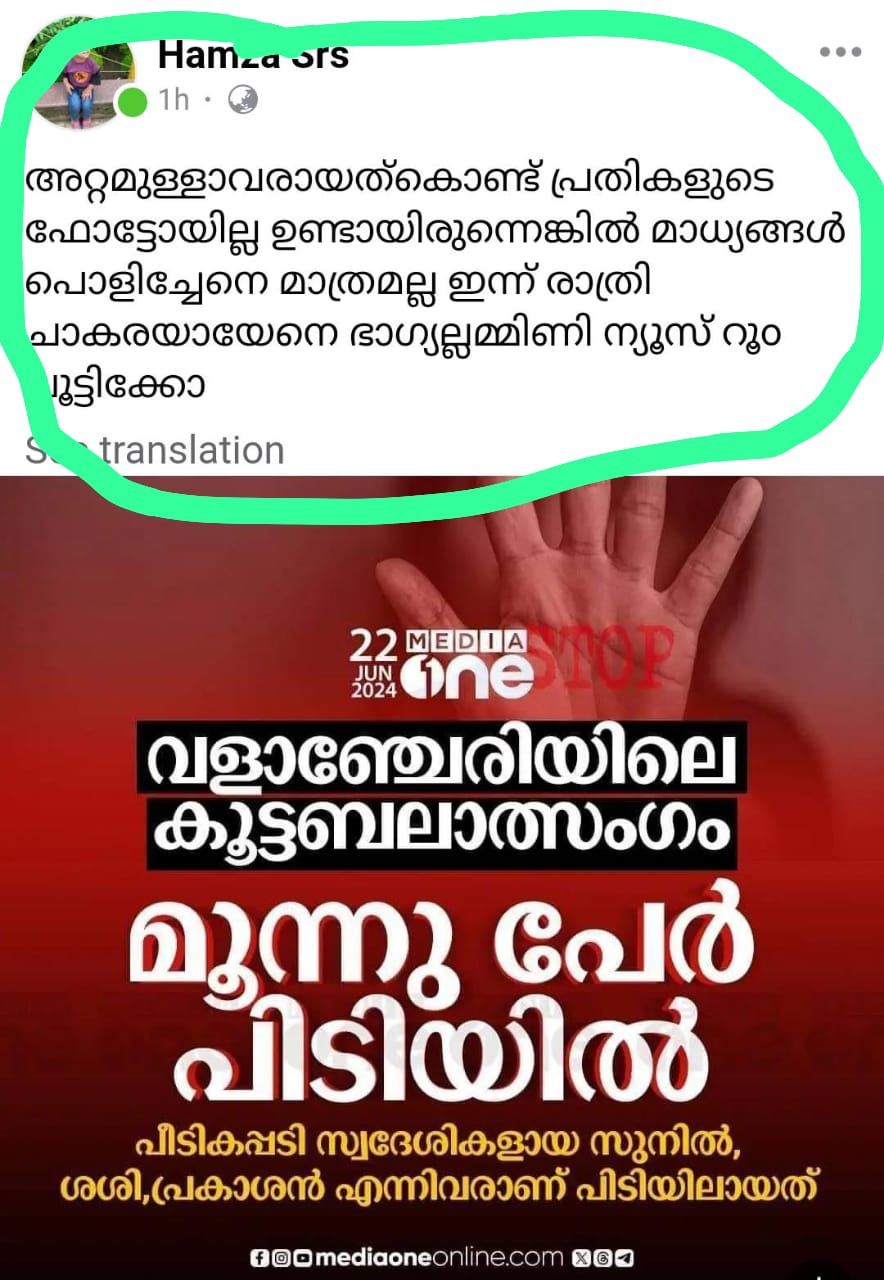 Hamza Srs
1h ·
അറ്റമുള്ളാവരായത്കൊണ്ട് പ്രതികളുടെ
ഫോട്ടോയില്ല ഉണ്ടായിരുന്നെങ്കിൽ മാധ്യങ്ങൾ
പൊളിച്ചേനെ മാത്രമല്ല ഇന്ന് രാത്രി
ചാകരയായേനെ ഭാഗ്യല്ലമ്മിണി ന്യൂസ് റൂം
പൂട്ടിക്കോ
See translation
22 JUN 2024
MEDIA one
STOP
വളാഞ്ചേരിയിലെ
കൂട്ടബലാത്സംഗം
മൂന്നു പേർ
പിടിയിൽ
പീടികപ്പടി സ്വദേശികളായ സുനിൽ,
ശശി,പ്രകാശൻ എന്നിവരാണ് പിടിയിലായത്
mediaoneonline.com